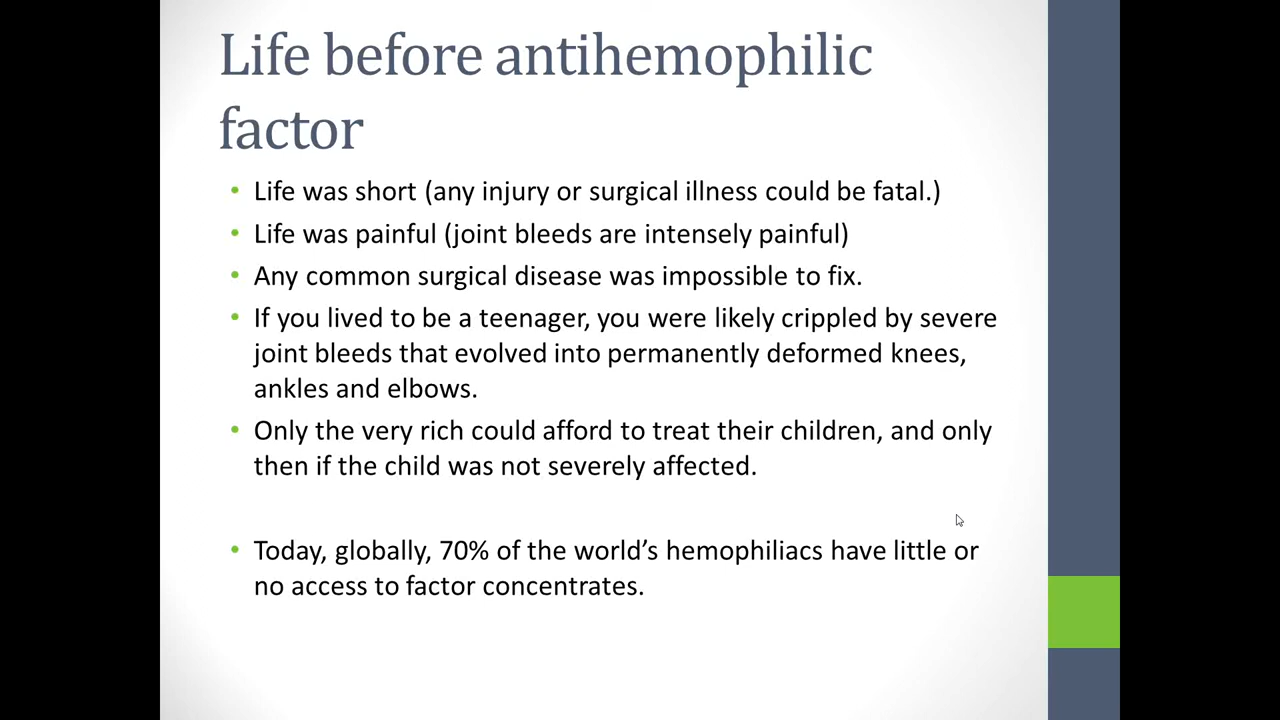 Life before antihemophilic
factor
• Life was short (any injury or surgical illness could be fatal.)
• Life was painful (joint bleeds are intensely painful)
• Any common surgical disease was impossible to fix.
• If you lived to be a teenager, you were likely crippled by severe
joint bleeds that evolved into permanently deformed knees,
ankles and elbows.
• Only the very rich could afford to treat their children, and only
then if the child was not severely affected.
• Today, globally, 70% of the world’s hemophiliacs have little or
no access to factor concentrates.